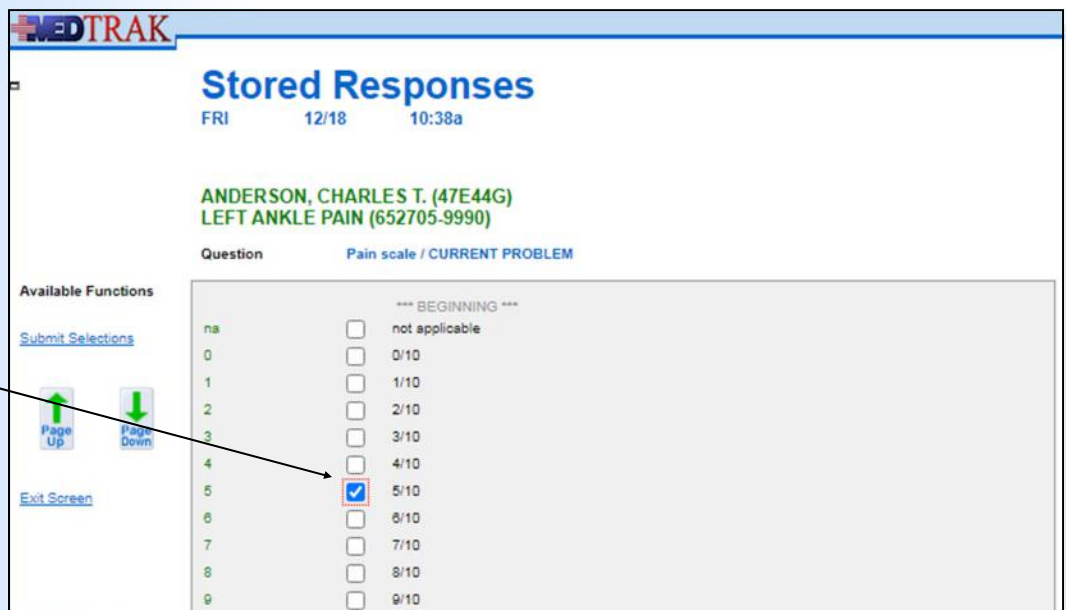 MEDTRAK
Stored Responses
FRI 12/18 10:38a
ANDERSON, CHARLES T. (47E44G)
LEFT ANKLE PAIN (652705-9990)
Question Pain scale / CURRENT PROBLEM
Available Functions
Submit Selections
Page Up
Page Down
Exit Screen
*** BEGINNING ***
na not applicable
0 0/10
1 1/10
2 2/10
3 3/10
4 4/10
5 5/10
6 6/10
7 7/10
8 8/10
9 9/10